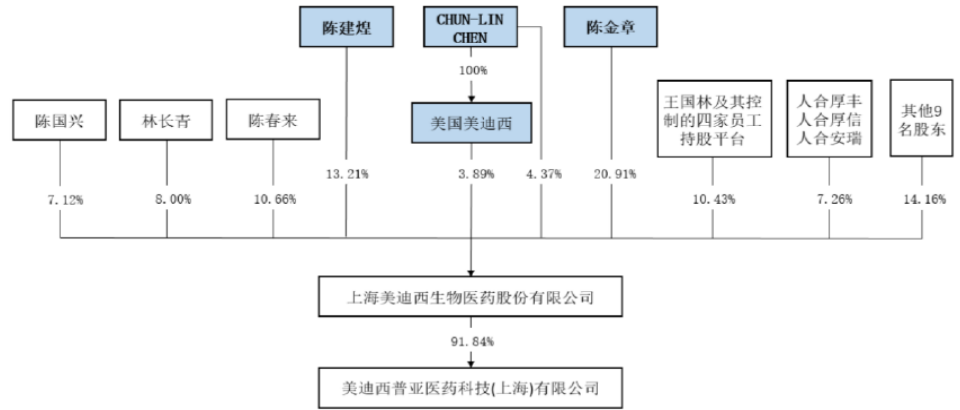 陈建煌
CHUN-LIN
CHEN
陈金章
100%
陈国兴
林长青
陈春来
美国美迪西
王国林及其控
制的四家员工
持股平台
人合厚丰
人合厚信
人合安瑞
其他9
名股东
13.21%
3.89%
4.37%
20.91%
7.12%
8.00%
10.66%
10.43%
7.26%
14.16%
上海美迪西生物医药股份有限公司
91.84%
美迪西普亚医药科技(上海)有限公司